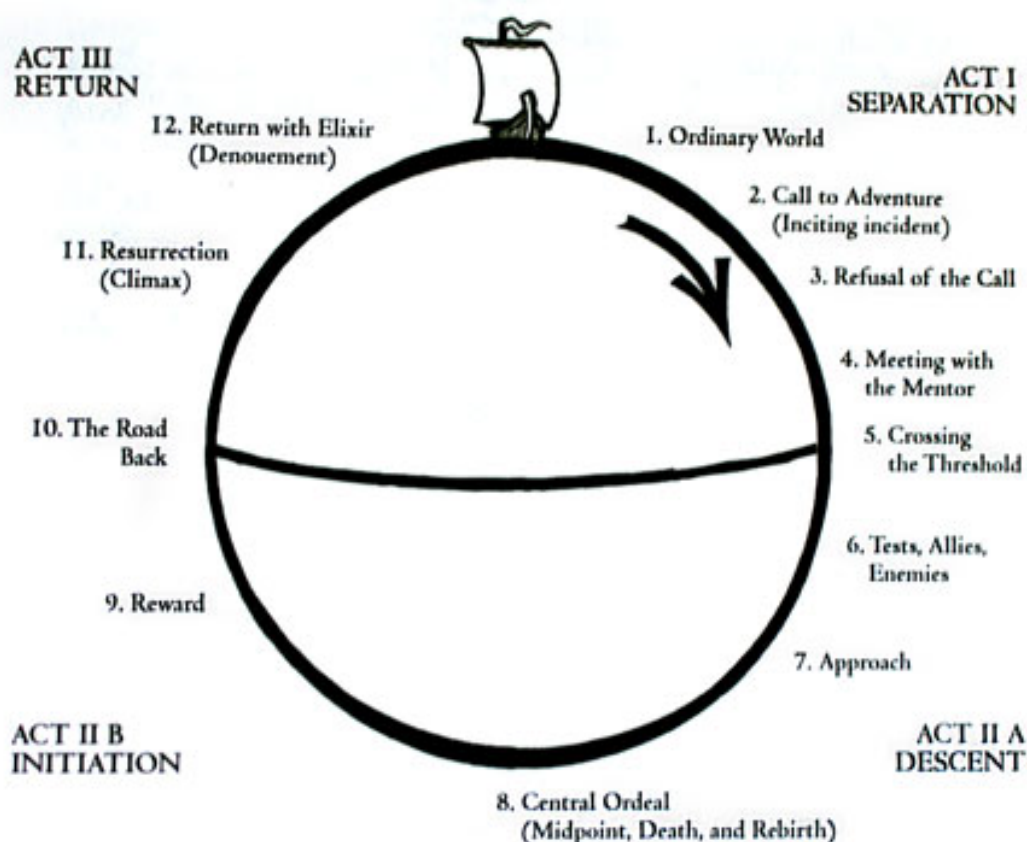 ACT III
RETURN
ACT I
SEPARATION
12. Return with Elixir
(Denouement)
1. Ordinary World
2. Call to Adventure
(Inciting incident)
11. Resurrection
(Climax)
3. Refusal of the Call
4. Meeting with
the Mentor
10. The Road
Back
5. Crossing
the Threshold
6. Tests, Allies,
Enemies
9. Reward
7. Approach
ACT II B
INITIATION
ACT II A
DESCENT
8. Central Ordeal
(Midpoint, Death, and Rebirth)